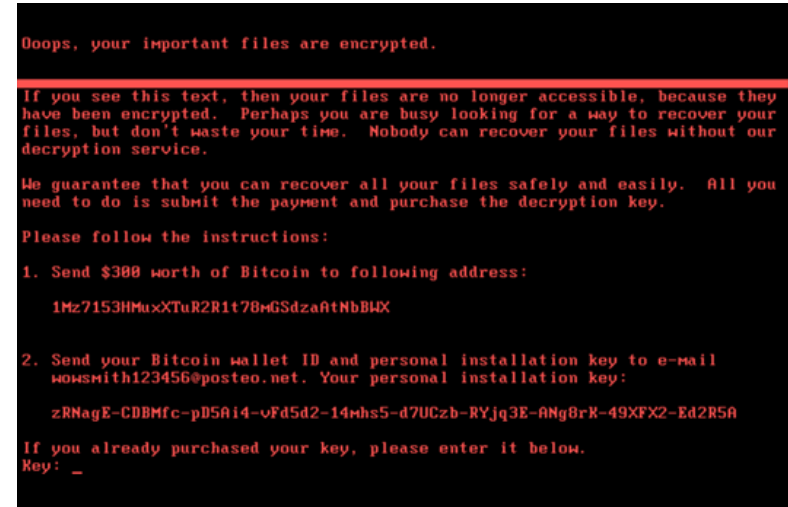 Ooops, your important files are encrypted.
If you see this text, then your files are no longer accessible, because they
have been encrypted.  Perhaps you are busy looking for a way to recover your
files, but don't waste your time.  Nobody can recover your files without our
decryption service.
We guarantee that you can recover all your files safely and easily.  All you
need to do is submit the payment and purchase the decryption key.
Please follow the instructions:
1. Send $300 worth of Bitcoin to following address:
1Mz7153HMuxXTuR2R1t78mGSdzaAtNbBWX
2. Send your Bitcoin wallet ID and personal installation key to e-mail
wowsmith123456@posteo.net. Your personal installation key:
zRNagE-CDBMfc-pD5Ai4-vFd5d2-14mhs5-d7UCzb-RYjq3E-ANg8rK-49XFX2-Ed2R5A
If you already purchased your key, please enter it below.
Key: _